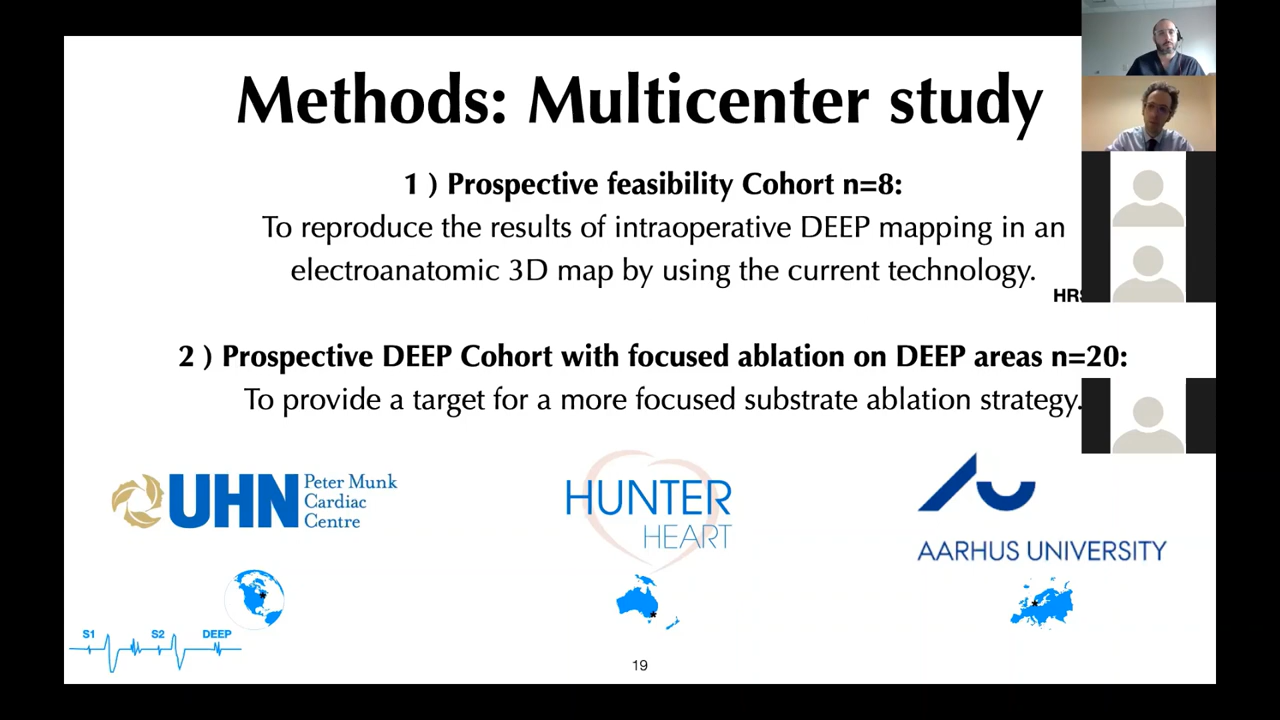 Methods: Multicenter study
1 ) Prospective feasibility Cohort n=8:
To reproduce the results of intraoperative DEEP mapping in an
electroanatomic 3D map by using the current technology.
2 ) Prospective DEEP Cohort with focused ablation on DEEP areas n=20:
To provide a target for a more focused substrate ablation strategy.
UHN
Peter Munk
Cardiac
Centre
HUNTER
HEART
AARHUS UNIVERSITY
S1 S2 DEEP
19